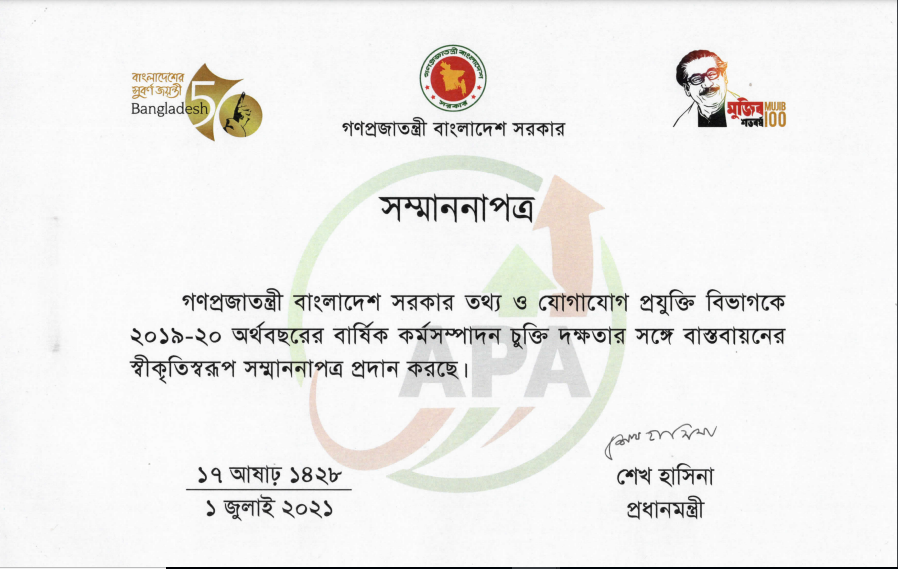 বাংলাদেশের
সুবর্ণ জয়ন্তী
Bangladesh 50
গণপ্রজাতন্ত্রী বাংলাদেশ
সরকার
মুজিব
শতবর্ষ
MUJIB
100
গণপ্রজাতন্ত্রী বাংলাদেশ সরকার
সম্মাননাপত্র
গণপ্রজাতন্ত্রী বাংলাদেশ সরকার তথ্য ও যোগাযোগ প্রযুক্তি বিভাগকে
২০১৯-২০ অর্থবছরের বার্ষিক কর্মসম্পাদন চুক্তি দক্ষতার সঙ্গে বাস্তবায়নের
স্বীকৃতিস্বরূপ সম্মাননাপত্র প্রদান করছে।
APA
শেখ হাসিনা
১৭ আষাঢ় ১৪২৮
শেখ হাসিনা
১ জুলাই ২০২১
প্রধানমন্ত্রী